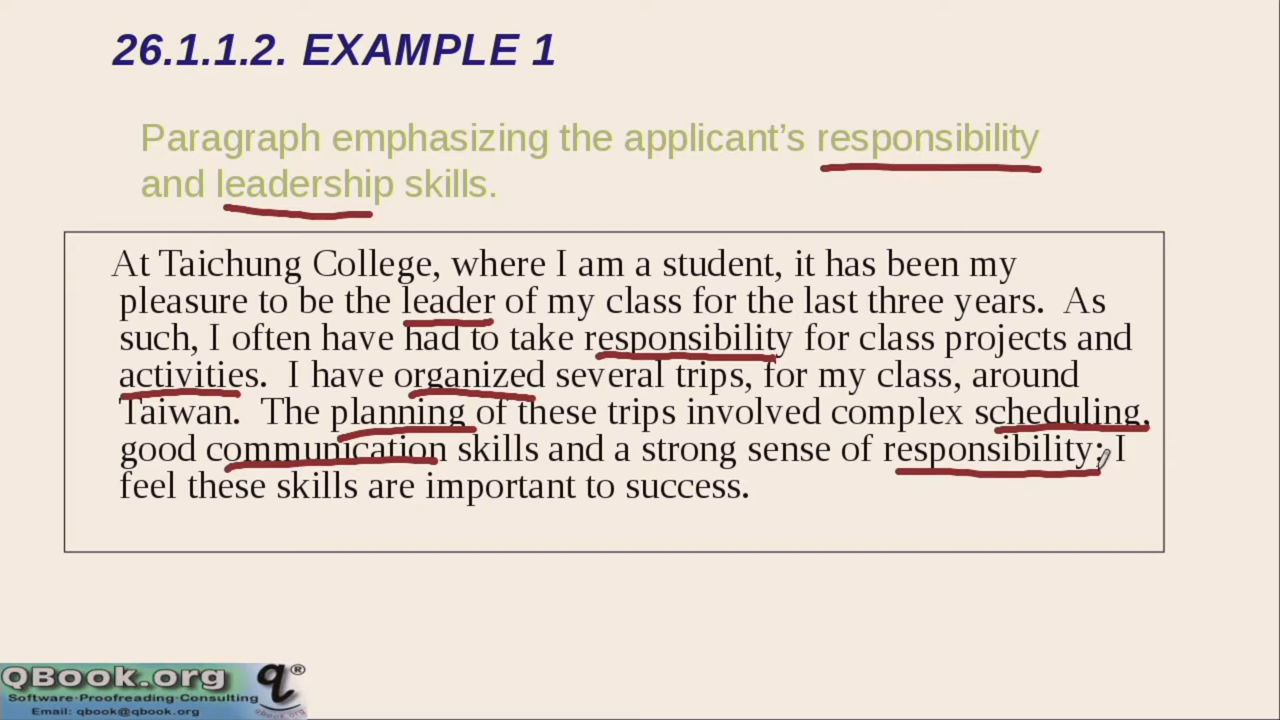 26.1.1.2. EXAMPLE 1
Paragraph emphasizing the applicant’s responsibility
and leadership skills.
At Taichung College, where I am a student, it has been my
pleasure to be the leader of my class for the last three years.  As
such, I often have had to take responsibility for class projects and
activities.  I have organized several trips, for my class, around
Taiwan.  The planning of these trips involved complex scheduling,
good communication skills and a strong sense of responsibility; I
feel these skills are important to success.
QBook.org q®
Software-Proofreading-Consulting
Email: qbook@qbook.org qbook.org